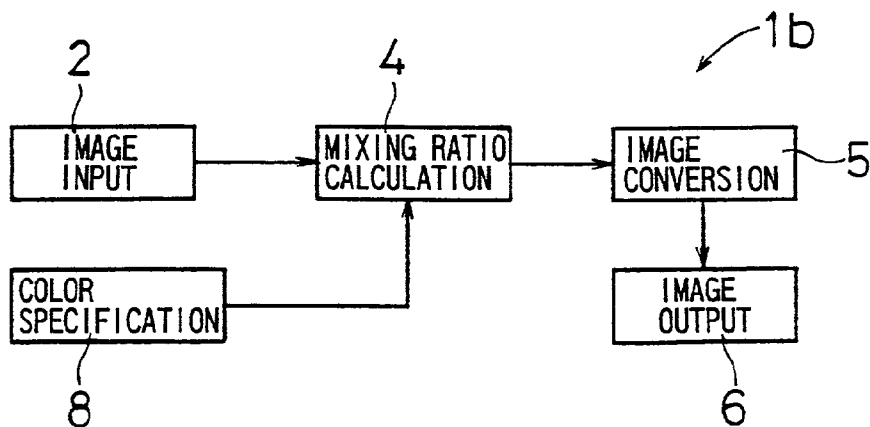 1b
2
4
IMAGE
INPUT
MIXING RATIO
CALCULATION
IMAGE
CONVERSION
5
COLOR
SPECIFICATION
IMAGE
OUTPUT
8
6